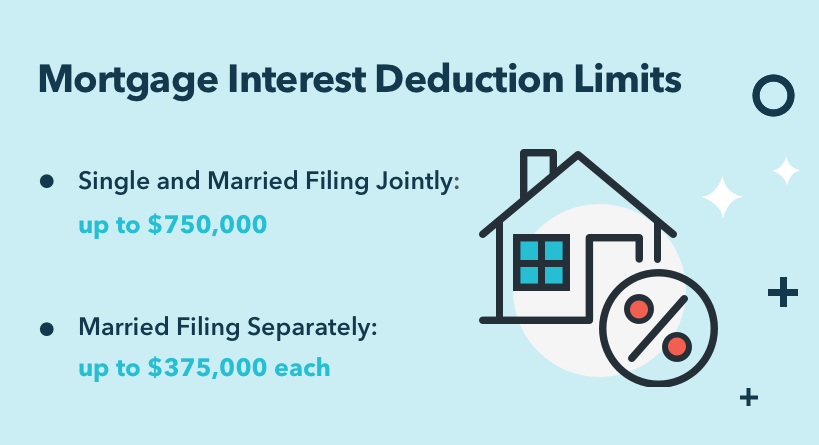 Mortgage Interest Deduction Limits
● Single and Married Filing Jointly:
up to $750,000
● Married Filing Separately:
up to $375,000 each